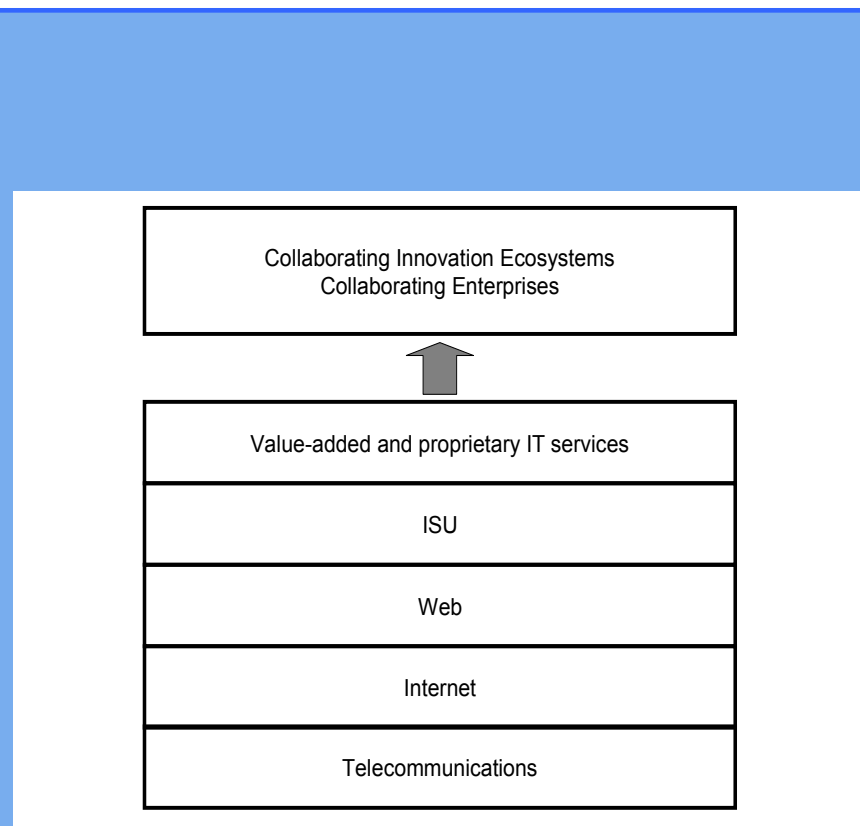 Collaborating Innovation Ecosystems
Collaborating Enterprises
Value-added and proprietary IT services
ISU
Web
Internet
Telecommunications